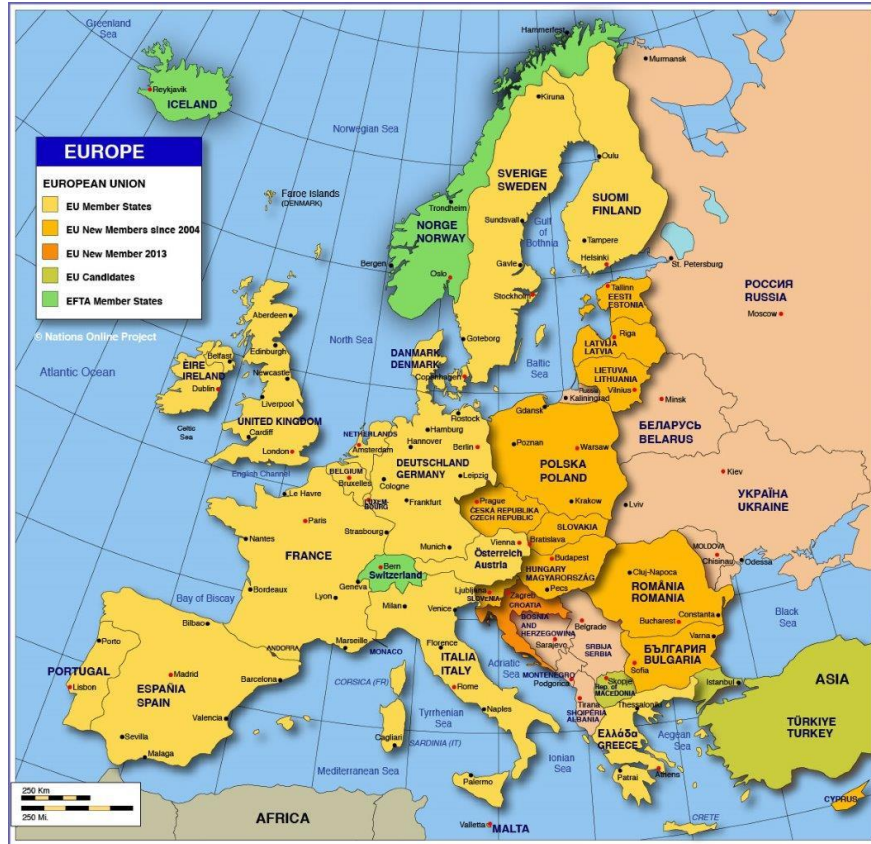 Greenland
Sea
Hammerfest
Murmansk
Reykjavik
ICELAND
Kiruna
Norwegian Sea
EUROPE
EUROPEAN UNION
EU Member States
EU New Members since 2004
EU New Member 2013
EU Candidates
EFTA Member States
© Nations Online Project
Oulu
SVERIGE
SWEDEN
SUOMI
FINLAND
Faroe Islands
(DENMARK)
Trondheim
NORGE
NORWAY
Sundsvall
Gulf
of
Bothnia
Tampere
Helsinki
Bergen
Oslo
Gavle
St. Petersburg
Stockholm
Tallinn
EESTI
ESTONIA
РОССИЯ
RUSSIA
Moscow
Aberdeen
North Sea
Goteborg
Riga
LATVIJA
LATVIA
Edinburgh
Belfast
Newcastle
DANMARK
DENMARK
Copenhagen
Baltic
Sea
LIETUVA
LITHUANIA
Vilnius
Atlantic Ocean
ÉIRE
IRELAND
Dublin
Russia
Kaliningrad
Minsk
БЕЛАРУСЬ
BELARUS
Liverpool
UNITED KINGDOM
Celtic
Sea
Cardiff
London
Rostock
Hamburg
Gdansk
NETHERLANDS
Amsterdam
Hannover
Berlin
Poznan
Warsaw
POLSKA
POLAND
English Channel
BELGIUM
Bruxelles
DEUTSCHLAND
GERMANY
Cologne
Leipzig
Kiev
УКРАЇНА
UKRAINE
Le Havre
LUXEM-
BOURG
Frankfurt
Prague
ČESKÁ REPUBLIKA
CZECH REPUBLIC
Krakow
Lviv
Paris
Strasbourg
SLOVAKIA
Nantes
Munich
Vienna
Bratislava
Österreich
Austria
Budapest
HUNGARY
MAGYARORSZÁG
MOLDOVA
Chisinau
Odessa
FRANCE
Bern
Switzerland
Geneva
Cluj-Napoca
ROMÂNIA
ROMANIA
Bordeaux
Lyon
Milan
Venice
Ljubljana
SLOVENIA
Zagreb
CROATIA
Pecs
Bay of Biscay
Bilbao
BOSNIA
AND
HERZEGOWINA
Sarajevo
Belgrade
Bucharest
Constanta
Black
Sea
Porto
Marseille
MONACO
Florence
SRBIJA
SERBIA
Varna
БЪЛГАРИЯ
BULGARIA
Sofia
ANDORRA
PORTUGAL
Lisbon
Madrid
ESPAÑIA
SPAIN
Barcelona
CORSICA (FR)
ITALIA
ITALY
Rome
Adriatic
Sea
MONTENEGRO
Podgorica
Skopje
Rep. of
MACEDONIA
Istanbul
ASIA
Valencia
Tyrrhenian
Sea
Naples
Tirana
SHQIPËRIA
ALBANIA
Thessaloniki
TÜRKIYE
TURKEY
Sevilla
Malaga
Cagliari
SARDINIA (IT)
Ελλάδα
GREECE
Aegean
Sea
Mediterranean Sea
Palermo
Ionian
Sea
Patrai
Athens
250 Km
250 Mi.
AFRICA
Valletta
MALTA
CRETE
CYPRUS